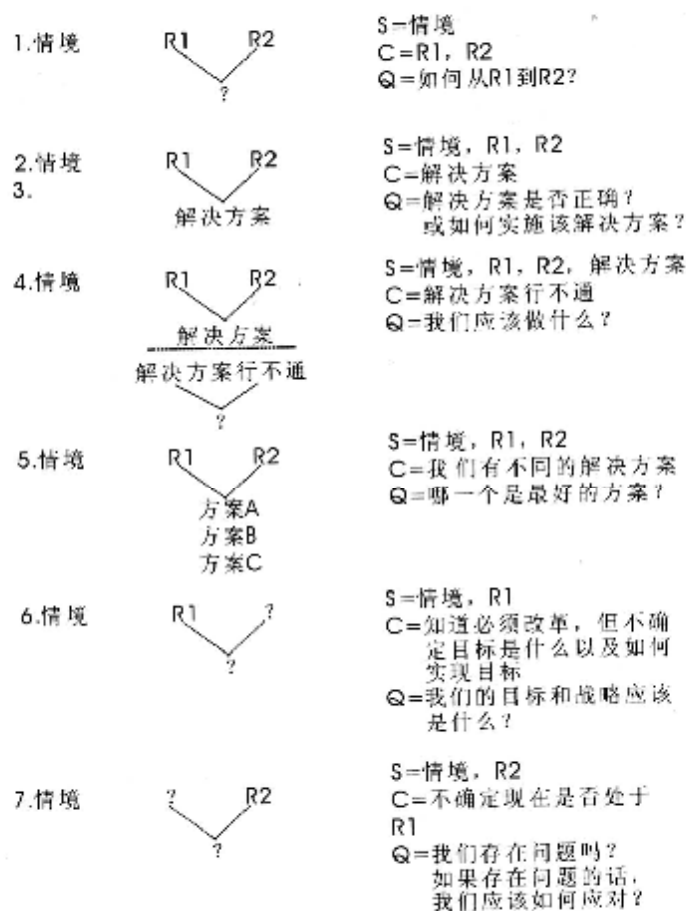 1.情境
R1 R2
?
S=情境
C=R1, R2
Q=如何从R1到R2?
2.情境
3。
R1 R2
解决方案
S=情境, R1, R2
C=解决方案
Q=解决方案是否正确?
或如何实施该解决方案?
4.情境
R1 R2
解决方案
解决方案行不通
?
S=情境, R1, R2, 解决方案
C=解决方案行不通
Q=我们应该做什么?
5.情境
R1 R2
方案A
方案B
方案C
S=情境, R1, R2
C=我们有不同的解决方案
Q=哪一个是最好的方案?
6.情境
R1 ?
?
S=情境, R1
C=知道必须改革, 但不确
定目标是什么以及如何
实现目标
Q=我们的目标和战略应该
是什么?
7.情境
? R2
?
S=情境, R2
C=不确定现在是否处于
R1
Q=我们存在问题吗?
如果存在问题的话,
我们应该如何应对?